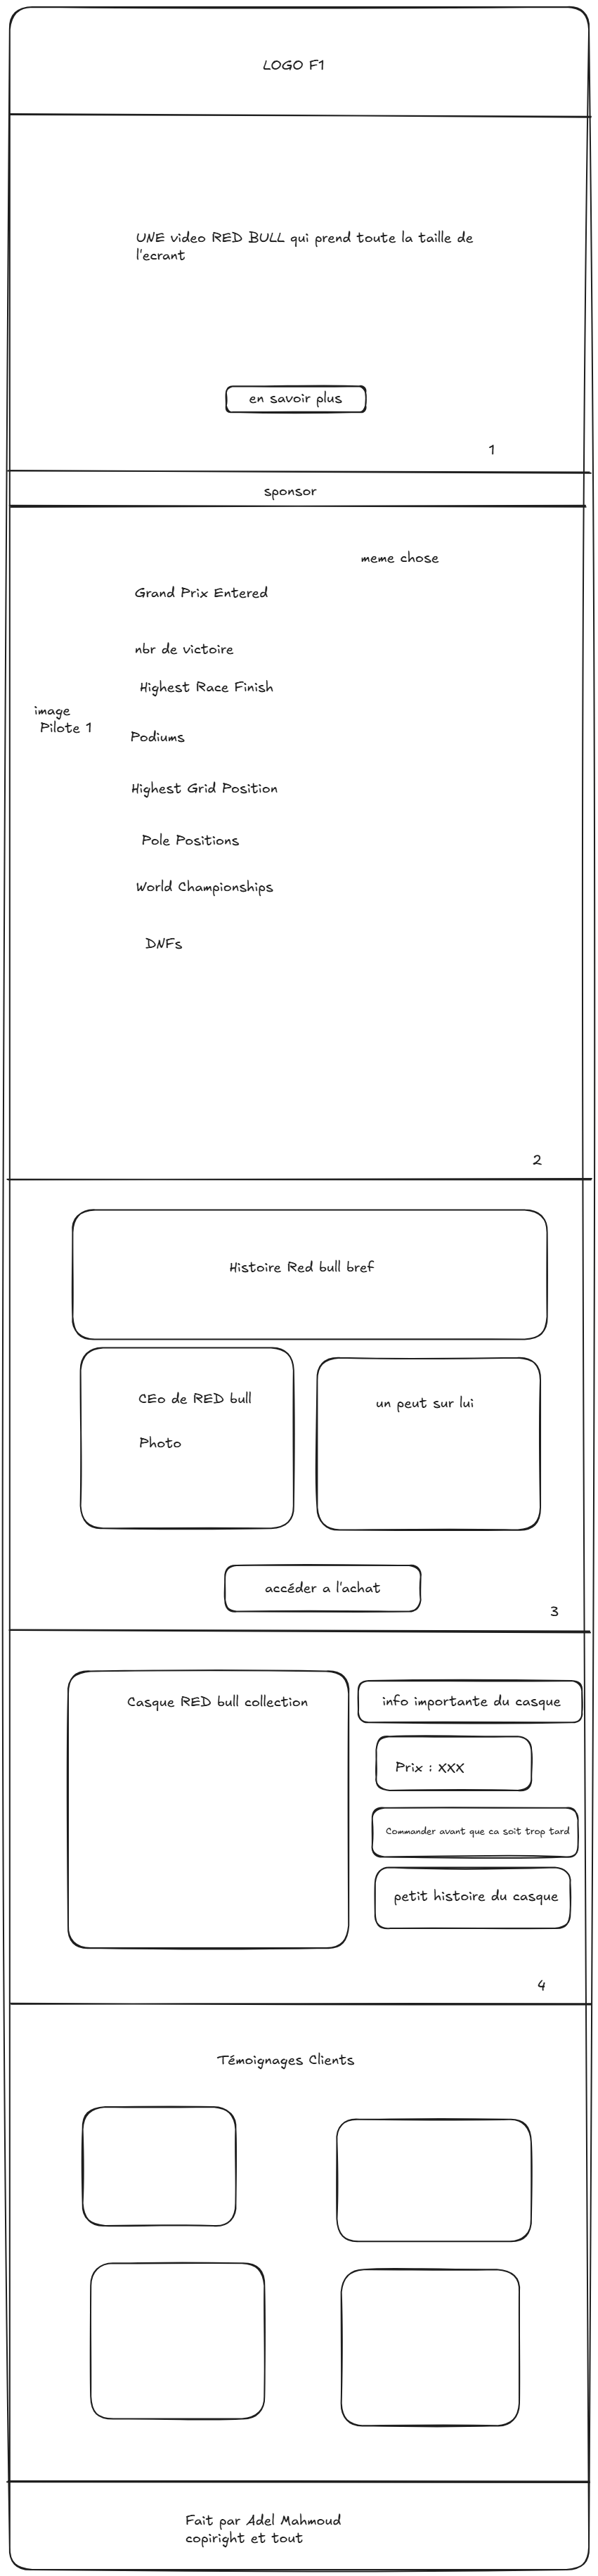 LOGO F1
UNE video RED BULL qui prend toute la taille de
l'ecrant
en savoir plus
1
sponsor
meme chose
Grand Prix Entered
nbr de victoire
Highest Race Finish
image
Pilote 1
Podiums
Highest Grid Position
Pole Positions
World Championships
DNFs
2
Histoire Red bull bref
CEo de RED bull
Photo
un peut sur lui
accéder a l'achat
3
Casque RED bull collection
info importante du casque
Prix : XXX
Commander avant que ca soit trop tard
petit histoire du casque
4
Témoignages Clients
Fait par Adel Mahmoud
copiright et tout